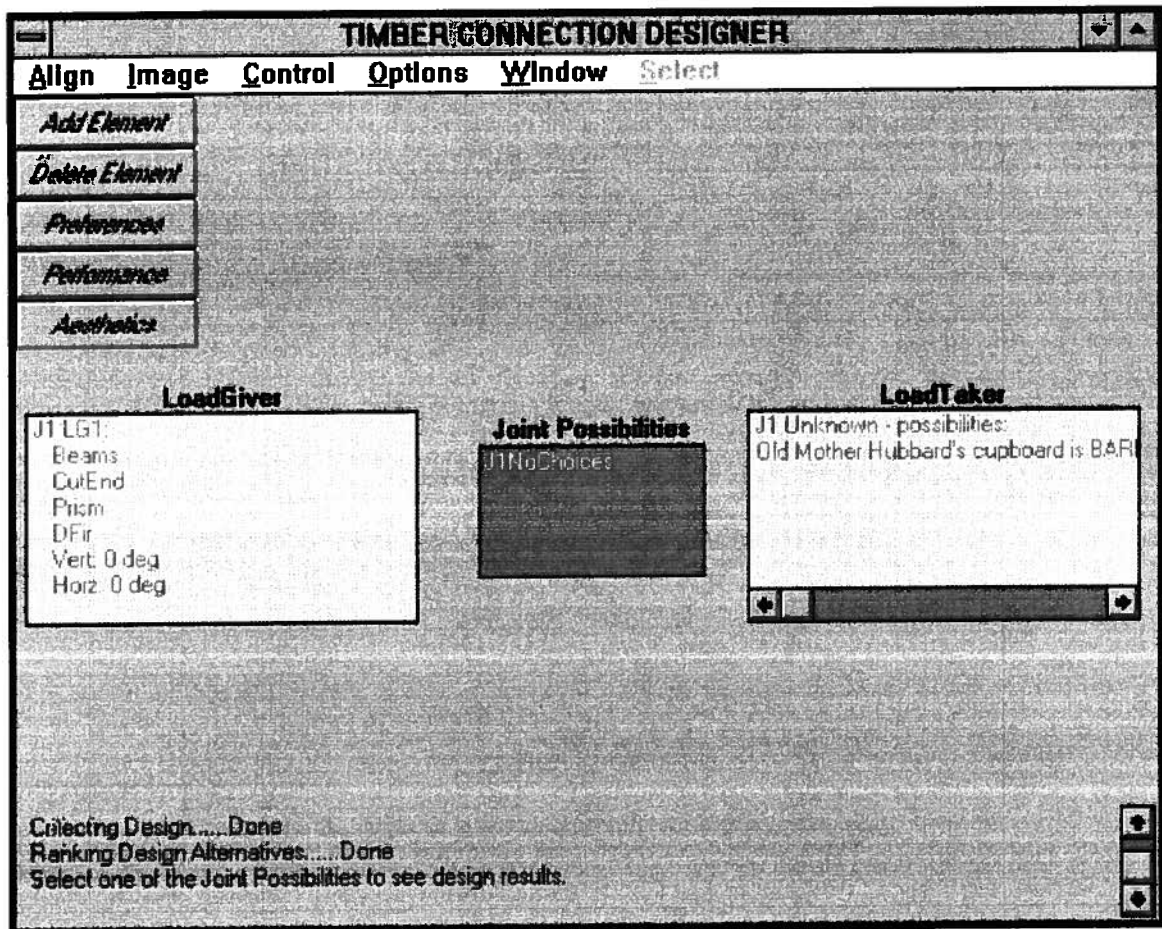 TIMBER CONNECTION DESIGNER
Align Image Control Options Window Select
Add Element
Delete Element
Preferences
Performance
Aesthetics
LoadGiver
J1 LG1:
Beams
CutEnd
Prism
DFir
Vert: 0 deg
Horz: 0 deg
Joint Possibilities
J1NoChoices
LoadTaker
J1 Unknown - possibilities:
Old Mother Hubbard's cupboard is BAR
Collecting Design.....Done
Ranking Design Alternatives.....Done
Select one of the Joint Possibilities to see design results.